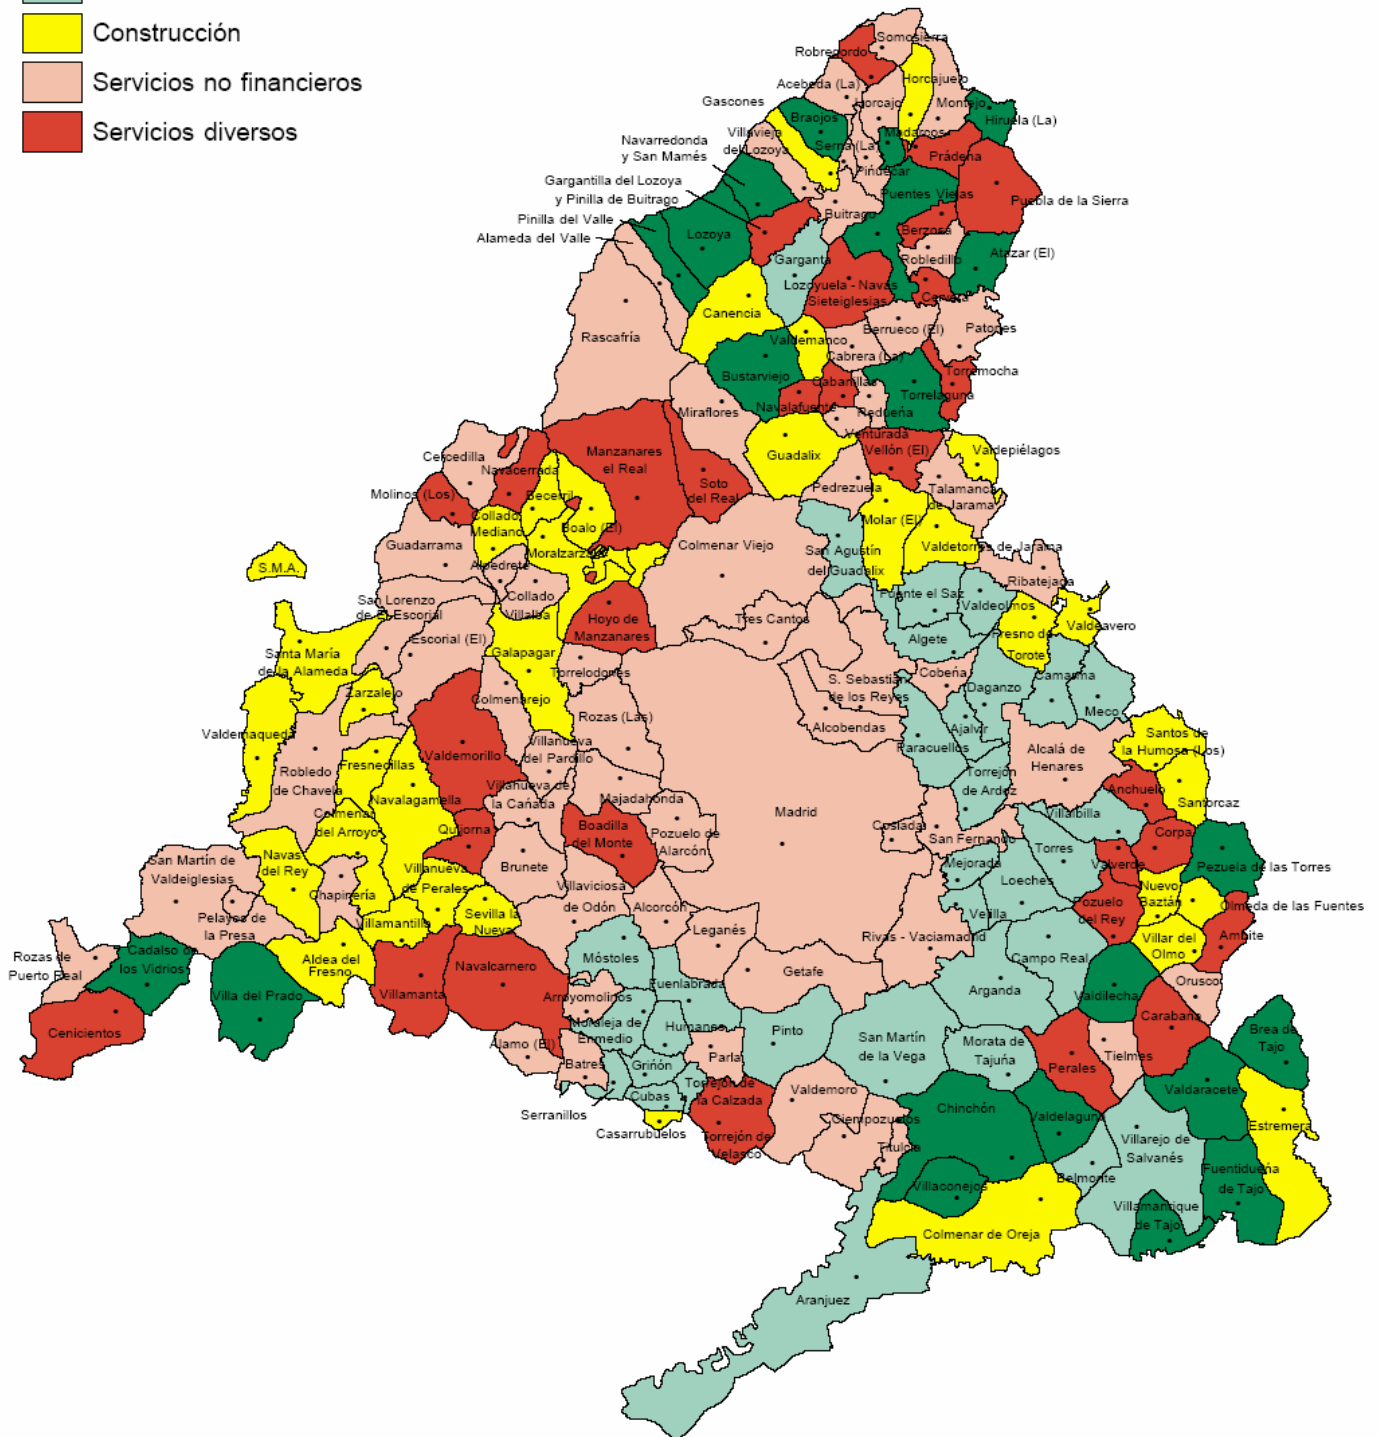 Construcción
Servicios no financieros
Servicios diversos
Somosierra
Robregordo
Acebeda (La)
Horcajuelo
Horcajo
Montejo
Gascones
Braojos
Hiruela (La)
Madarcos
Villavieja
del Lozoya
Serna (La)
Prádena
Navarredonda
y San Mamés
Piñuecar
Gargantilla del Lozoya
y Pinilla de Buitrago
Puentes Viejas
Puebla de la Sierra
Buitrago
Pinilla del Valle
Alameda del Valle
Lozoya
Berzosa
Robledillo
Atazar (El)
Garganta
Lozoyuela - Navas
Sieteiglesias
Cervera
Canencia
Berrueco (El)
Patones
Rascafría
Valdemanco
Cabrera (La)
Bustarviejo
Cabanillas
Torremocha
Torrelaguna
Miraflores
Navalafuente
Redueña
Venturada
Guadalix
Vellón (El)
Valdepiélagos
Manzanares
el Real
Cercedilla
Navacerrada
Soto
del Real
Pedrezuela
Talamanca
de Jarama
Molinos (Los)
Becerril
Collado
Mediano
Boalo (El)
Molar (El)
Guadarrama
Moralzarzal
Colmenar Viejo
San Agustín
del Guadalix
Valdetorres de Jarama
S.M.A.
Alpedrete
Ribatejada
Collado
Villalba
San Lorenzo
de El Escorial
Fuente el Saz
Valdeolmos
Hoyo de
Manzanares
Tres Cantos
Valdeavero
Escorial (El)
Algete
Fresno de
Torote
Galapagar
Santa María
de la Alameda
Torrelodones
Cobeña
Camarma
S. Sebastián
de los Reyes
Daganzo
Zarzalejo
Colmenarejo
Meco
Rozas (Las)
Alcobendas
Ajalvir
Valdemaqueda
Santos de
la Humosa (Los)
Valdemorillo
Villanueva
del Pardillo
Paracuellos
Alcalá de
Henares
Robledo
de Chavela
Fresnedillas
Torrejón
de Ardoz
Villanueva de
la Cañada
Navalagamella
Majadahonda
Anchuelo
Santorcaz
Colmenar
del Arroyo
Madrid
Villalbilla
Quijorna
Boadilla
del Monte
Pozuelo de
Alarcón
Coslada
San Fernando
Corpa
San Martín de
Valdeiglesias
Navas
del Rey
Brunete
Torres
Mejorada
Valverde
Pezuela de las Torres
Villanueva
de Perales
Loeches
Nuevo
Baztán
Chapinería
Villaviciosa
de Odón
Pelayos de
la Presa
Villamantilla
Sevilla la
Nueva
Alcorcón
Velilla
Pozuelo
del Rey
Olmeda de las Fuentes
Leganés
Rivas - Vaciamadrid
Villar del
Olmo
Ambite
Rozas de
Puerto Real
Cadalso de
los Vidrios
Aldea del
Fresno
Navalcarnero
Móstoles
Getafe
Campo Real
Fuenlabrada
Arganda
Orusco
Villa del Prado
Villamanta
Arroyomolinos
Valdilecha
Carabaña
Moraleja de
Enmedio
Humanes
Pinto
Cenicientos
San Martín
de la Vega
Morata de
Tajuña
Brea de
Tajo
Álamo (El)
Parla
Tielmes
Batres
Griñón
Perales
Torrejón de
la Calzada
Valdemoro
Valdaracete
Cubas
Serranillos
Chinchón
Valdelaguna
Casarrubuelos
Ciempozuelos
Estremera
Torrejón de
Velasco
Titulcia
Villarejo de
Salvanés
Villaconejos
Belmonte
Fuentidueña
de Tajo
Villamanrique
de Tajo
Colmenar de Oreja
Aranjuez